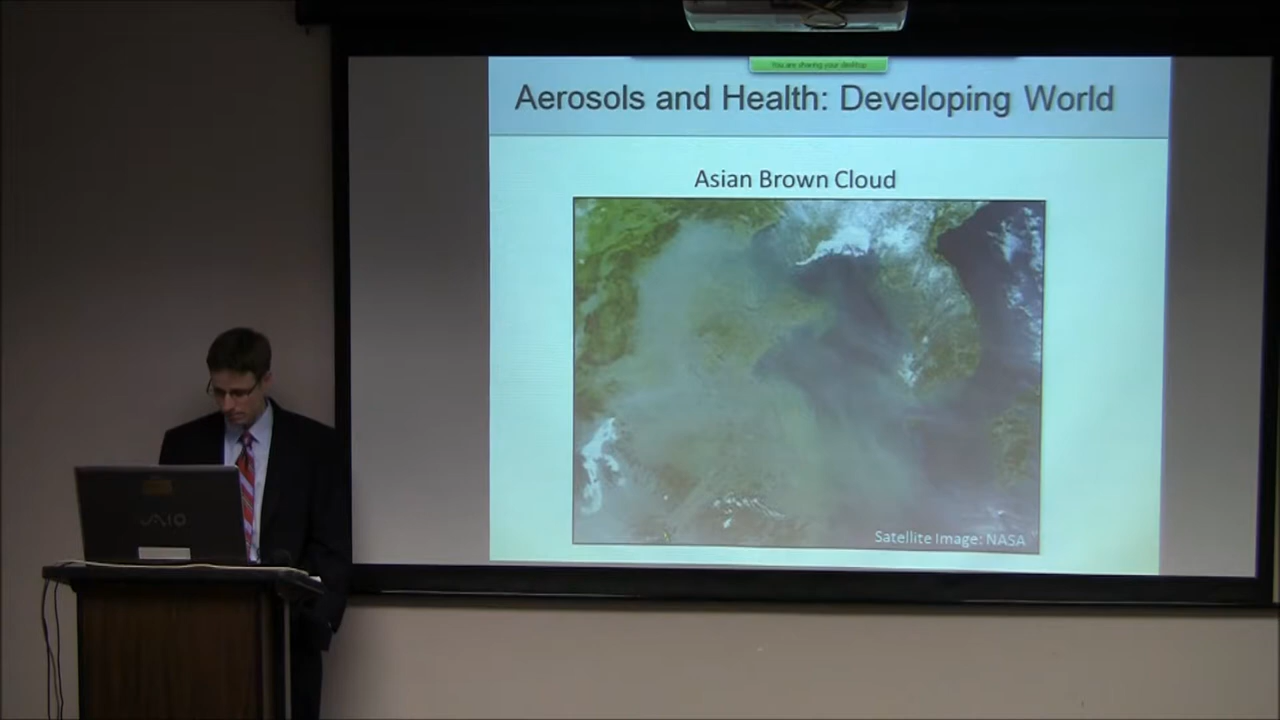 You are sharing your desktop
Aerosols and Health: Developing World
Asian Brown Cloud
Satellite Image: NASA
VAIO